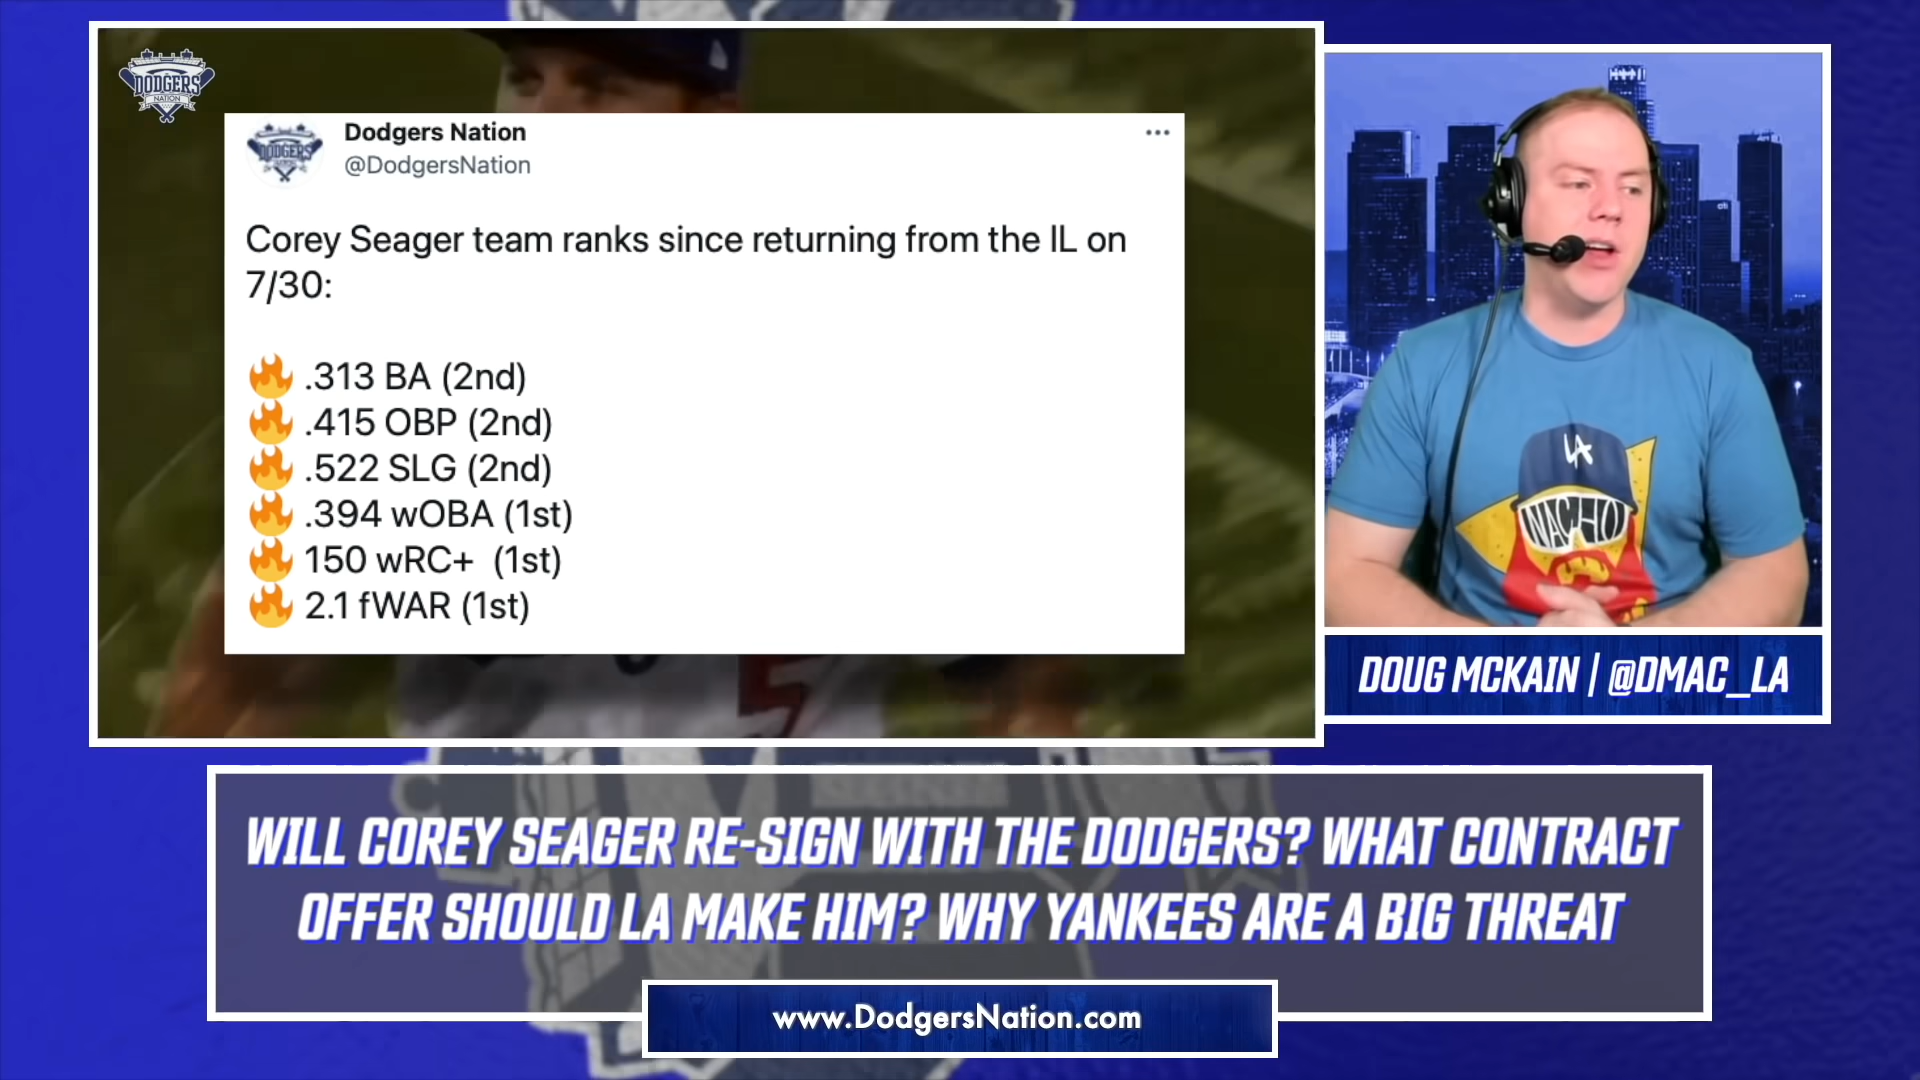 DODGERS
NATION
DODGERS
Dodgers Nation
@DodgersNation
Corey Seager team ranks since returning from the IL on
7/30:
🔥 .313 BA (2nd)
🔥 .415 OBP (2nd)
🔥 .522 SLG (2nd)
🔥 .394 wOBA (1st)
🔥 150 wRC+ (1st)
🔥 2.1 fWAR (1st)
citi
LA
NACHO
DOUG MCKAIN | @DMAC_LA
WILL COREY SEAGER RE-SIGN WITH THE DODGERS? WHAT CONTRACT
OFFER SHOULD LA MAKE HIM? WHY YANKEES ARE A BIG THREAT
www.DodgersNation.com